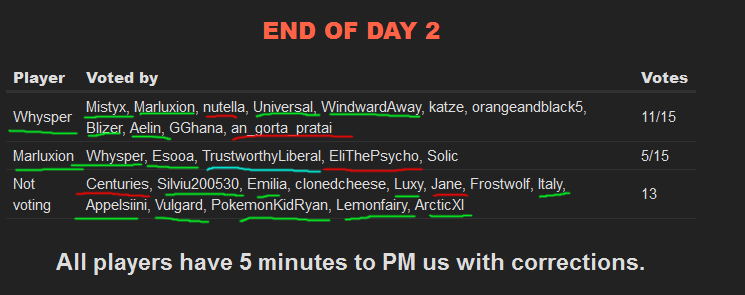 END OF DAY 2
Player Voted by Votes
Whysper Mistyx, Marluxion, nutella, Universal, WindwardAway, katze, orangeandblack5, 11/15
Blizer, Aelin, GGhana, an_gorta_pratai
Marluxion Whysper, Esooa, TrustworthyLiberal, EliThePsycho, Solic 5/15
Not Centuries, Silviu200530, Emilia, clonedcheese, Luxy, Jane, Frostwolf, Italy, 13
voting Appelsiini, Vulgard, PokemonKidRyan, Lemonfairy, ArcticXI
All players have 5 minutes to PM us with corrections.